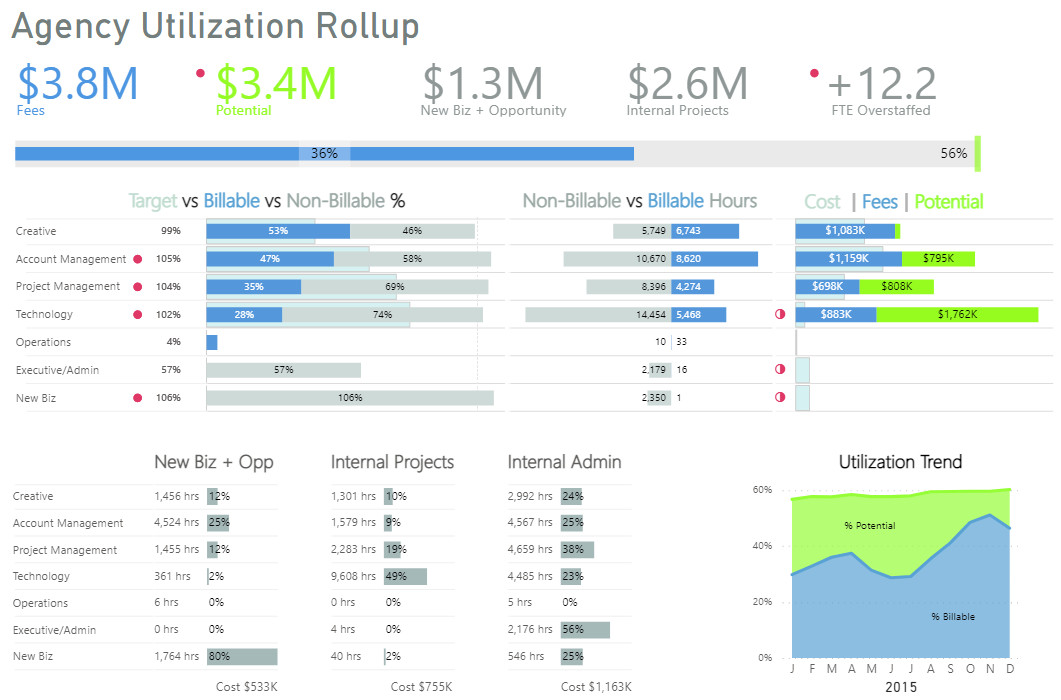 Agency Utilization Rollup
$3.8M $3.4M $1.3M $2.6M +12.2
Fees Potential New Biz + Opportunity Internal Projects FTE Overstaffed
36% 56%
Target vs Billable vs Non-Billable % Non-Billable vs Billable Hours Cost | Fees | Potential
Creative 99% 53% 46% 5,749 6,743 $1,083K
Account Management 105% 47% 58% 10,670 8,620 $1,159K $795K
Project Management 104% 35% 69% 8,396 4,274 $698K $808K
Technology 102% 28% 74% 14,454 5,468 $883K $1,762K
Operations 4% 10 33
Executive/Admin 57% 57% 2,179 16
New Biz 106% 106% 2,350 1
New Biz + Opp Internal Projects Internal Admin
Creative 1,456 hrs 12% 1,301 hrs 10% 2,992 hrs 24%
Account Management 4,524 hrs 25% 1,579 hrs 9% 4,567 hrs 25%
Project Management 1,455 hrs 12% 2,283 hrs 19% 4,659 hrs 38%
Technology 361 hrs 2% 9,608 hrs 49% 4,485 hrs 23%
Operations 6 hrs 0% 0 hrs 0% 5 hrs 0%
Executive/Admin 0 hrs 0% 4 hrs 0% 2,176 hrs 56%
New Biz 1,764 hrs 80% 40 hrs 2% 546 hrs 25%
Cost $533K Cost $755K Cost $1,163K
Utilization Trend
60%
% Potential
40%
20%
% Billable
0%
J F M A M J J A S O N D
2015